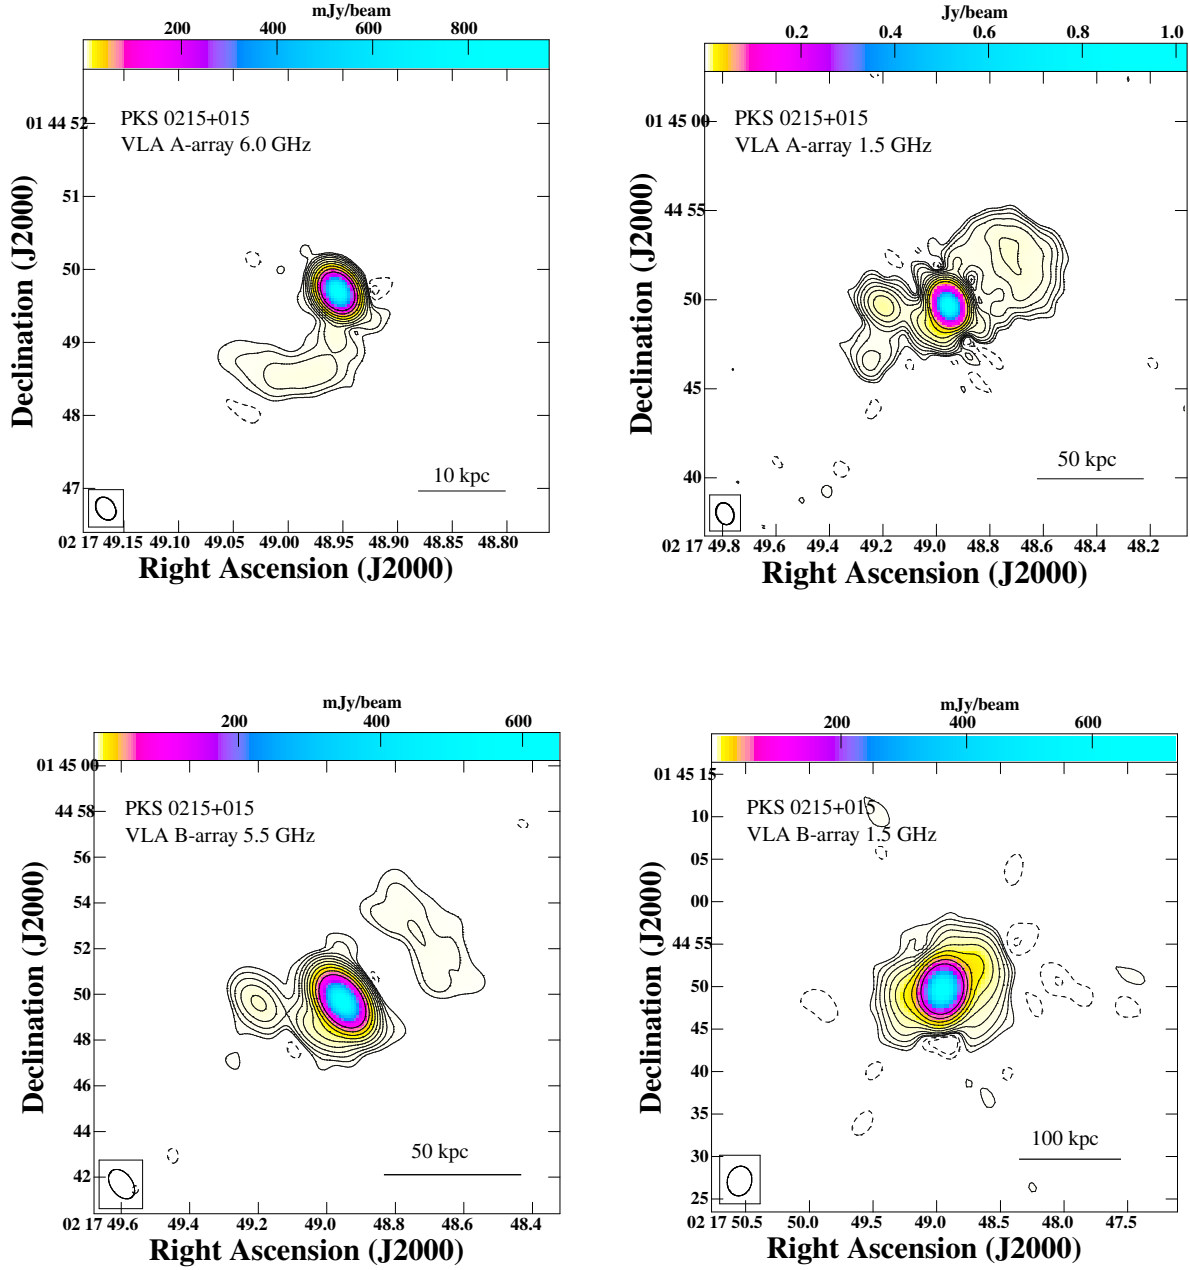 mJy/beam
200 400 600 800
PKS 0215+015
VLA A-array 6.0 GHz
01 44 52
51
50
49
48
47
Declination (J2000)
10 kpc
02 17 49.15 49.10 49.05 49.00 48.95 48.90 48.85 48.80
Right Ascension (J2000)
Jy/beam
0.2 0.4 0.6 0.8 1.0
PKS 0215+015
VLA A-array 1.5 GHz
01 45 00
44 55
50
45
40
Declination (J2000)
50 kpc
02 17 49.8 49.6 49.4 49.2 49.0 48.8 48.6 48.4 48.2
Right Ascension (J2000)
mJy/beam
200 400 600
PKS 0215+015
VLA B-array 5.5 GHz
01 45 00
44 58
56
54
52
50
48
46
44
42
Declination (J2000)
50 kpc
02 17 49.6 49.4 49.2 49.0 48.8 48.6 48.4
Right Ascension (J2000)
mJy/beam
200 400 600
PKS 0215+015
VLA B-array 1.5 GHz
01 45 15
10
05
00
44 55
50
45
40
35
30
25
Declination (J2000)
100 kpc
02 17 50.5 50.0 49.5 49.0 48.5 48.0 47.5
Right Ascension (J2000)